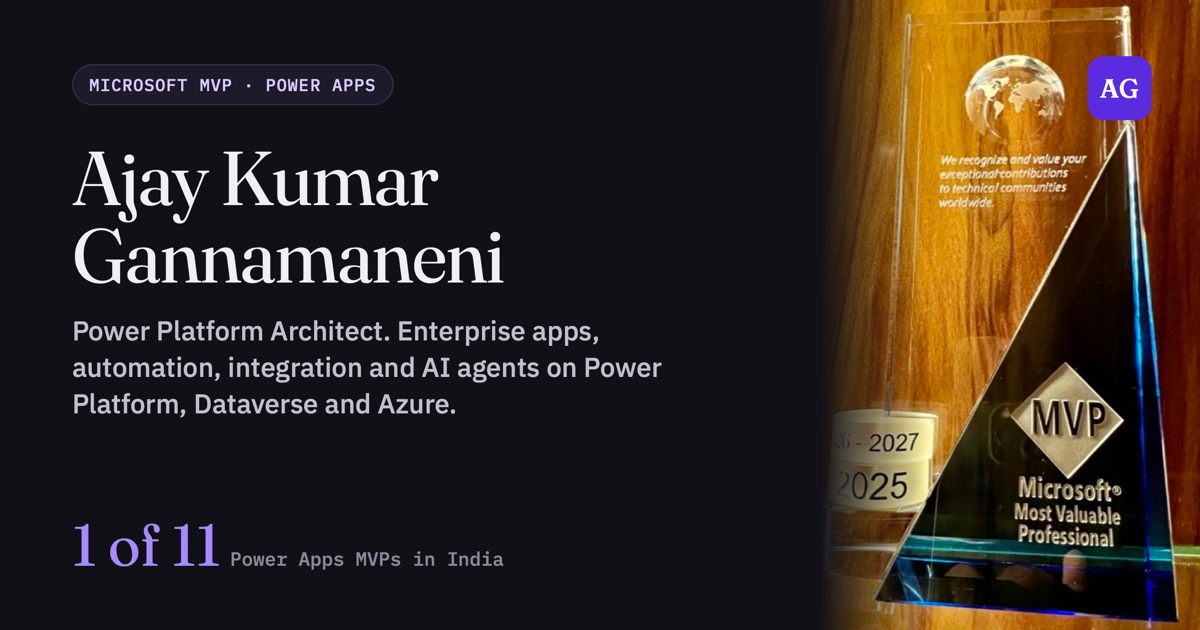 MICROSOFT MVP · POWER APPS
Ajay Kumar
Gannamaneni
Power Platform Architect. Enterprise apps,
automation, integration and AI agents on Power
Platform, Dataverse and Azure.
1 of 11 Power Apps MVPs in India
AG
We recognize and value your
exceptional contributions
to technical communities
worldwide.
- 2027
2025
MVP
Microsoft®
Most Valuable
Professional